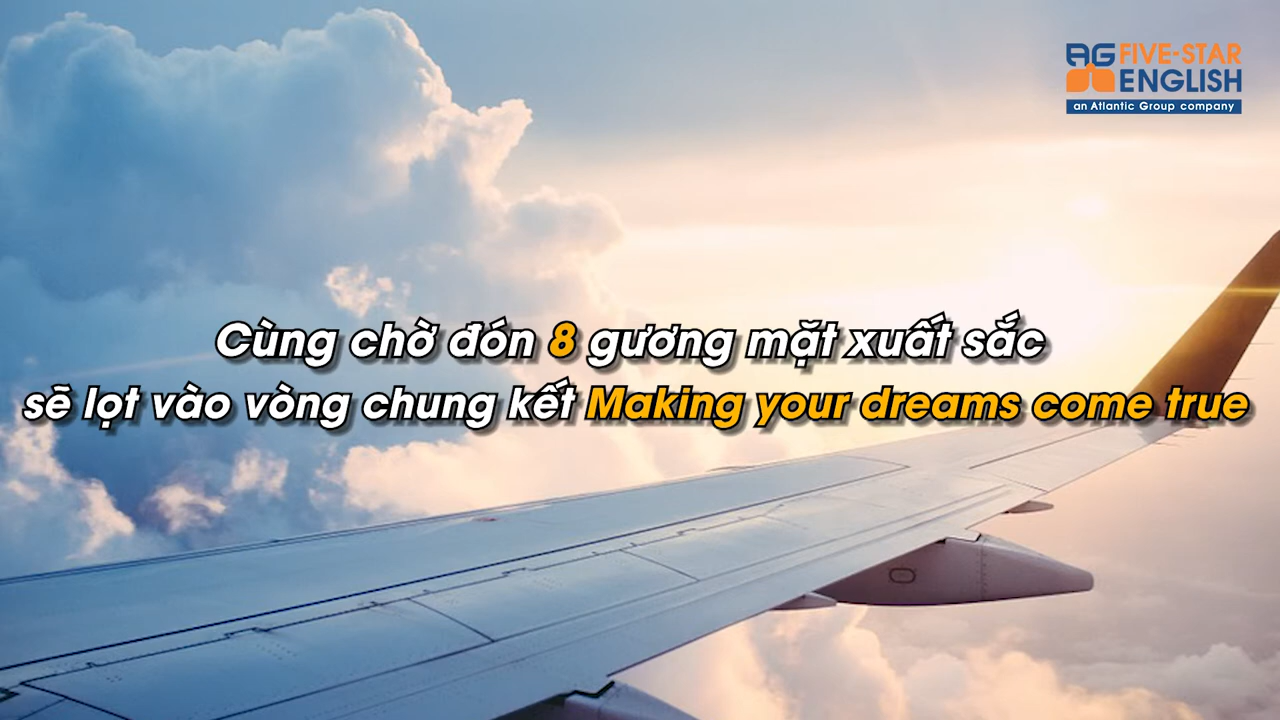 AG FIVE-STAR
ENGLISH
an Atlantic Group company
Cùng chờ đón 8 gương mặt xuất sắc
sẽ lọt vào vòng chung kết Making your dreams come true